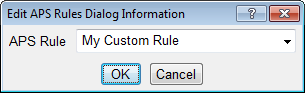 Edit APS Rules Dialog Information
APS Rule My Custom Rule
OK Cancel